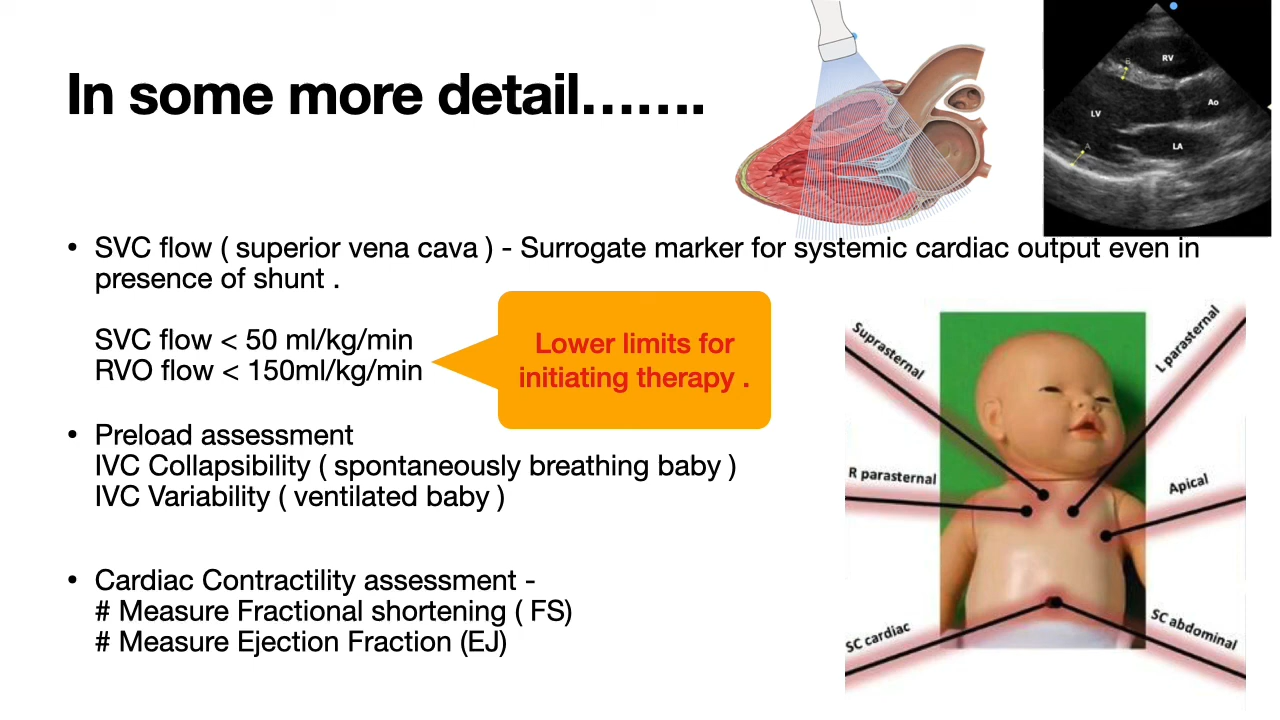 In some more detail…….
RV
B
LV
Ao
A
LA
• SVC flow ( superior vena cava ) - Surrogate marker for systemic cardiac output even in
presence of shunt .
SVC flow < 50 ml/kg/min
RVO flow < 150ml/kg/min
Lower limits for
initiating therapy .
• Preload assessment
IVC Collapsibility ( spontaneously breathing baby )
IVC Variability ( ventilated baby )
• Cardiac Contractility assessment -
# Measure Fractional shortening ( FS)
# Measure Ejection Fraction (EJ)
Suprasternal
L parasternal
R parasternal
Apical
SC cardiac
SC abdominal